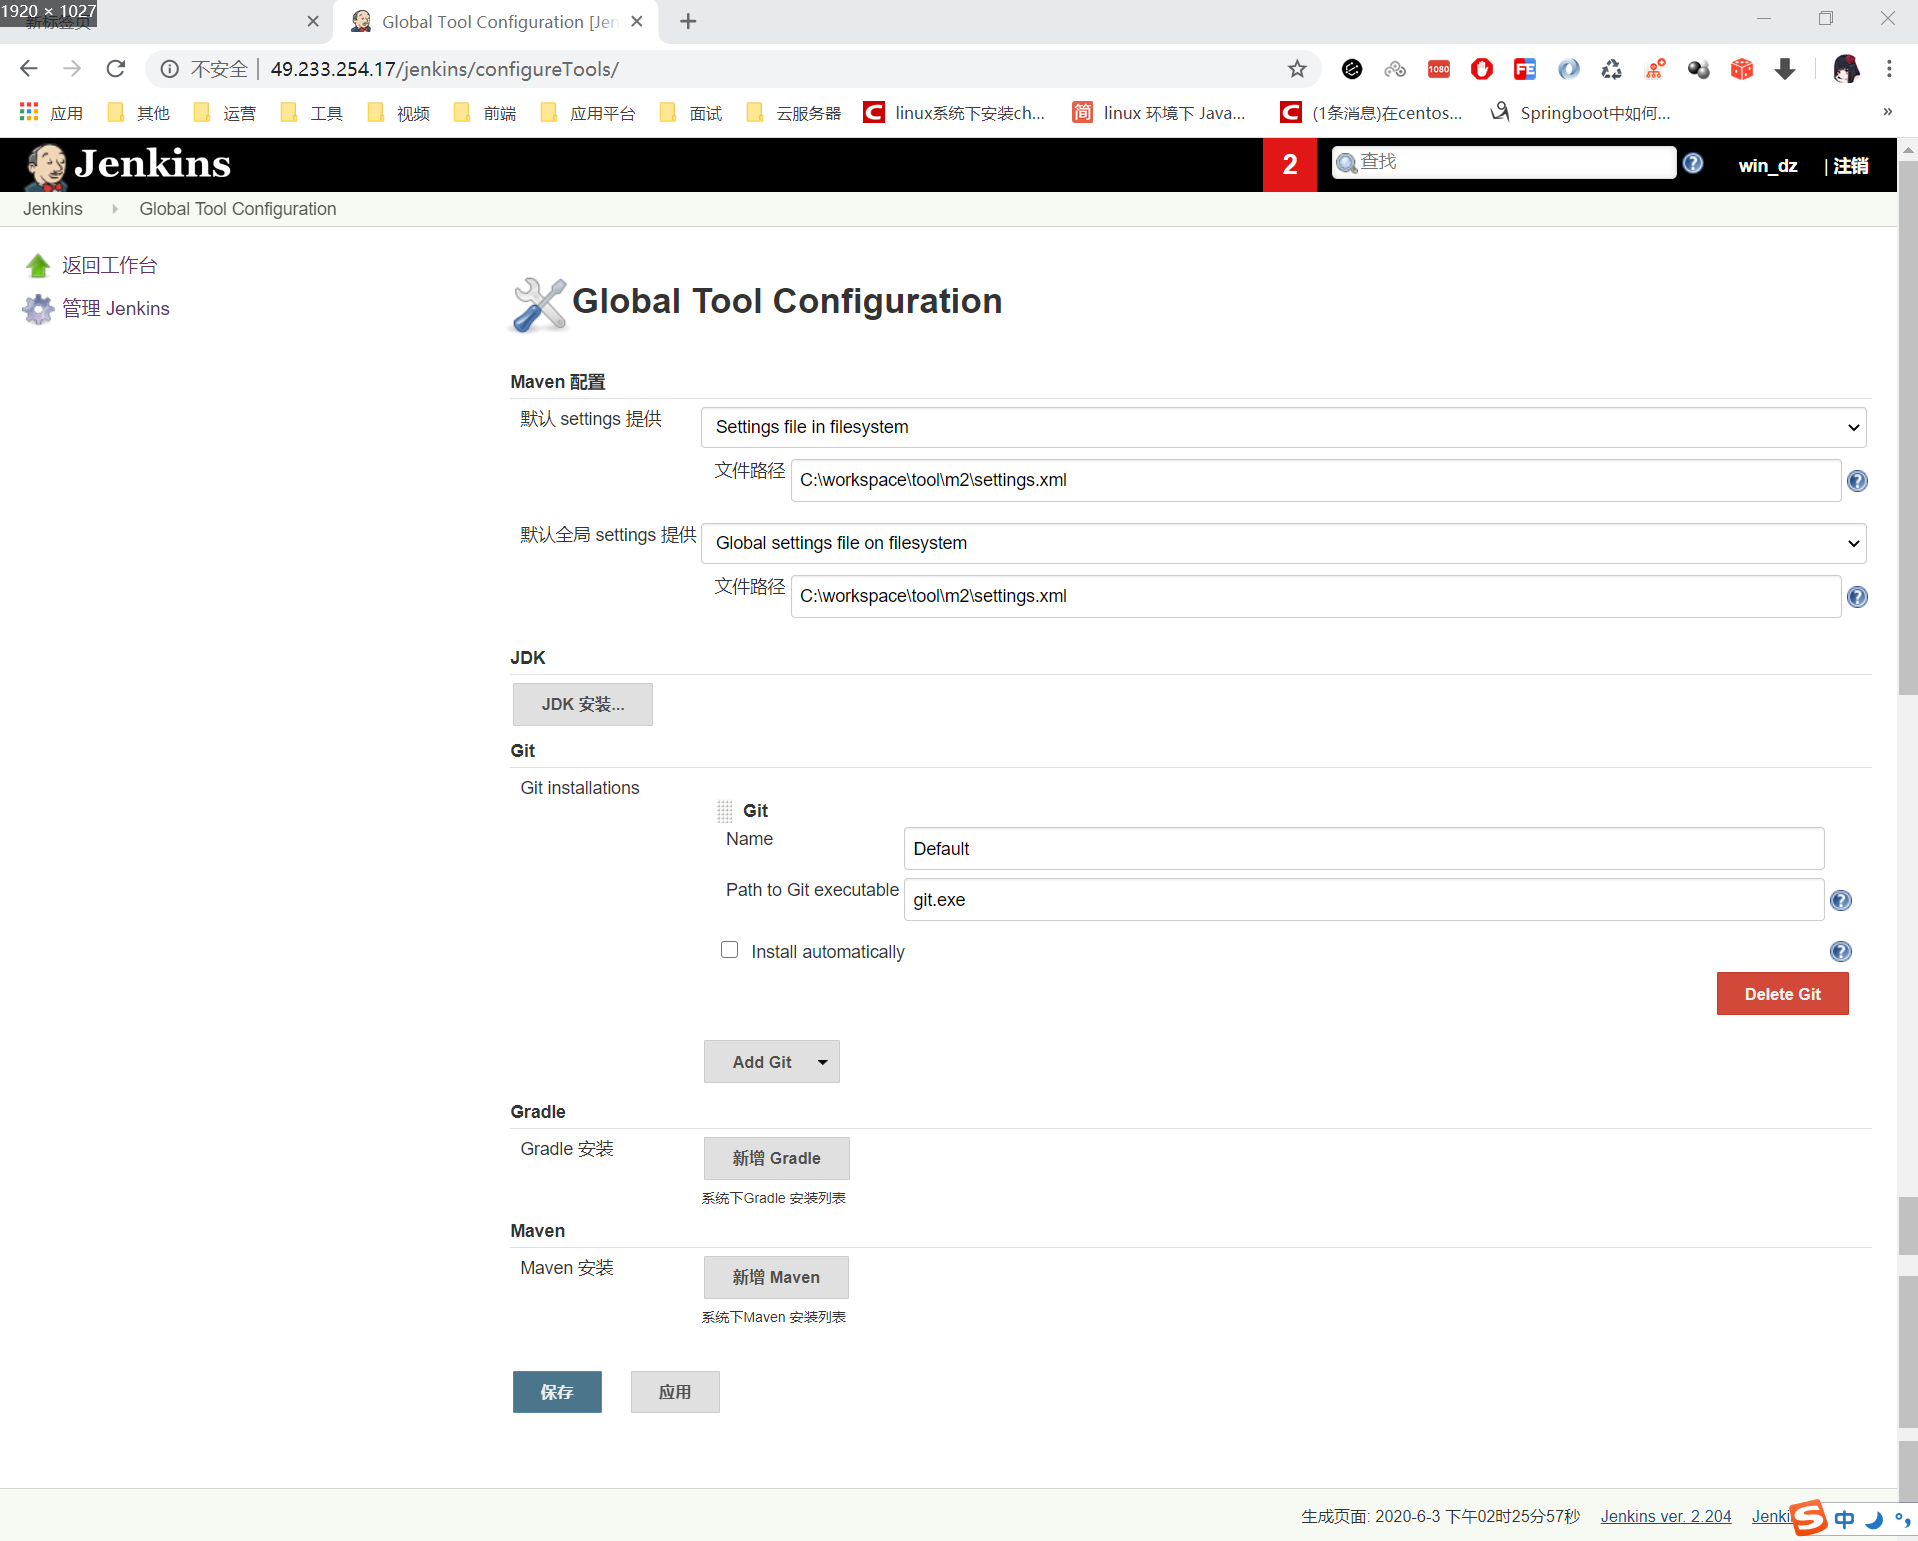 1920 × 1027
新标签页
Global Tool Configuration [Jen
不安全
49.233.254.17/jenkins/configureTools/
1080
FE
应用
其他
运营
工具
视频
前端
应用平台
面试
云服务器
C
linux系统下安装ch...
简
linux 环境下 Java...
C
(1条消息)在centos...
Springboot中如何...
»
Jenkins
2
查找
win_dz
| 注销
Jenkins
Global Tool Configuration
返回工作台
管理 Jenkins
Global Tool Configuration
Maven 配置
默认 settings 提供
Settings file in filesystem
文件路径
C:\workspace\tool\m2\settings.xml
默认全局 settings 提供
Global settings file on filesystem
文件路径
C:\workspace\tool\m2\settings.xml
JDK
JDK 安装...
Git
Git installations
Git
Name
Default
Path to Git executable
git.exe
Install automatically
Delete Git
Add Git
Gradle
Gradle 安装
新增 Gradle
系统下Gradle 安装列表
Maven
Maven 安装
新增 Maven
系统下Maven 安装列表
保存
应用
生成页面: 2020-6-3 下午02时25分57秒
Jenkins ver. 2.204
Jenki
S
中